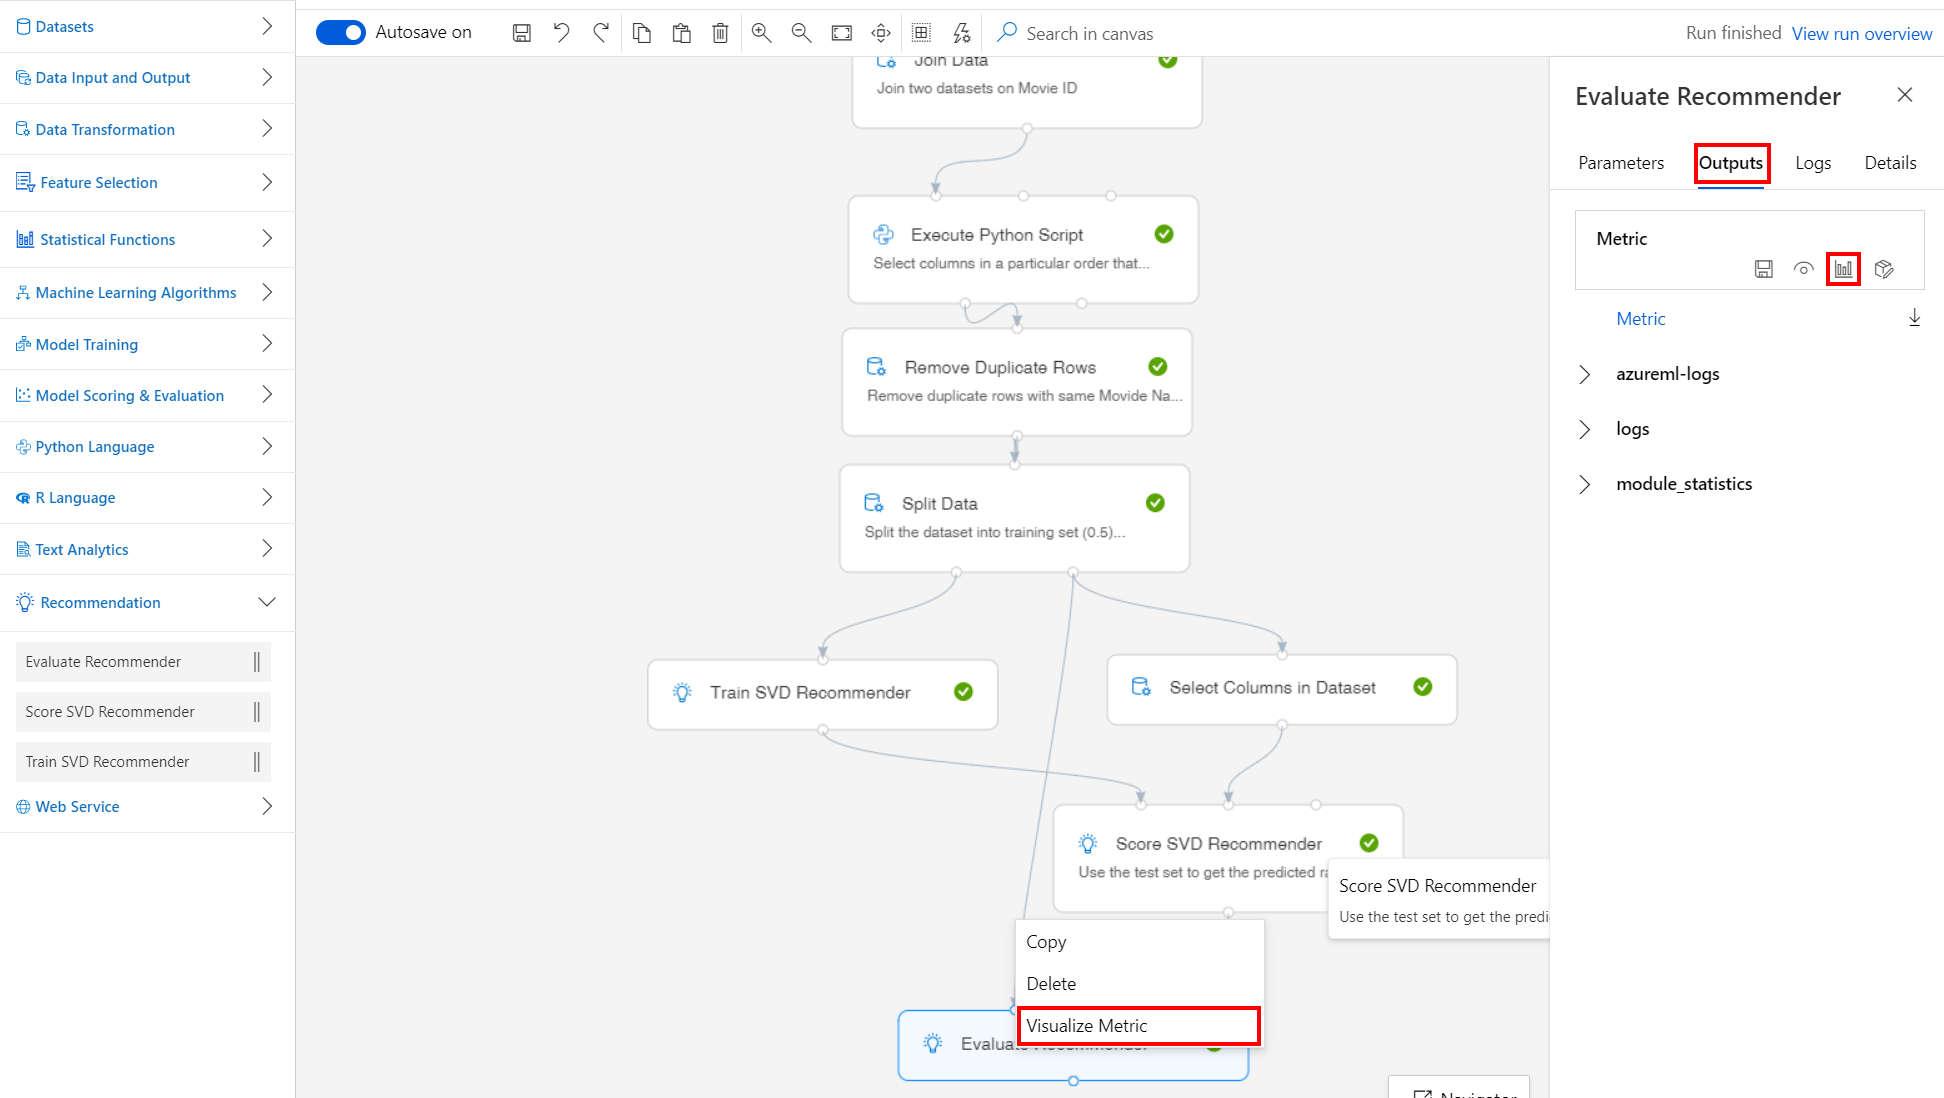 Datasets
Data Input and Output
Data Transformation
Feature Selection
Statistical Functions
Machine Learning Algorithms
Model Training
Model Scoring & Evaluation
Python Language
R Language
Text Analytics
Recommendation
Evaluate Recommender
Score SVD Recommender
Train SVD Recommender
Web Service
Autosave on
Search in canvas
Run finished View run overview
Join Data
Join two datasets on Movie ID
Execute Python Script
Select columns in a particular order that...
Remove Duplicate Rows
Remove duplicate rows with same Movide Na...
Split Data
Split the dataset into training set (0.5)...
Train SVD Recommender
Select Columns in Dataset
Score SVD Recommender
Use the test set to get the predicted ra
Score SVD Recommender
Use the test set to get the predi
Copy
Delete
Visualize Metric
Evaluate Recommender
Navigator
Evaluate Recommender
Parameters Outputs Logs Details
Metric
Metric
azureml-logs
logs
module_statistics